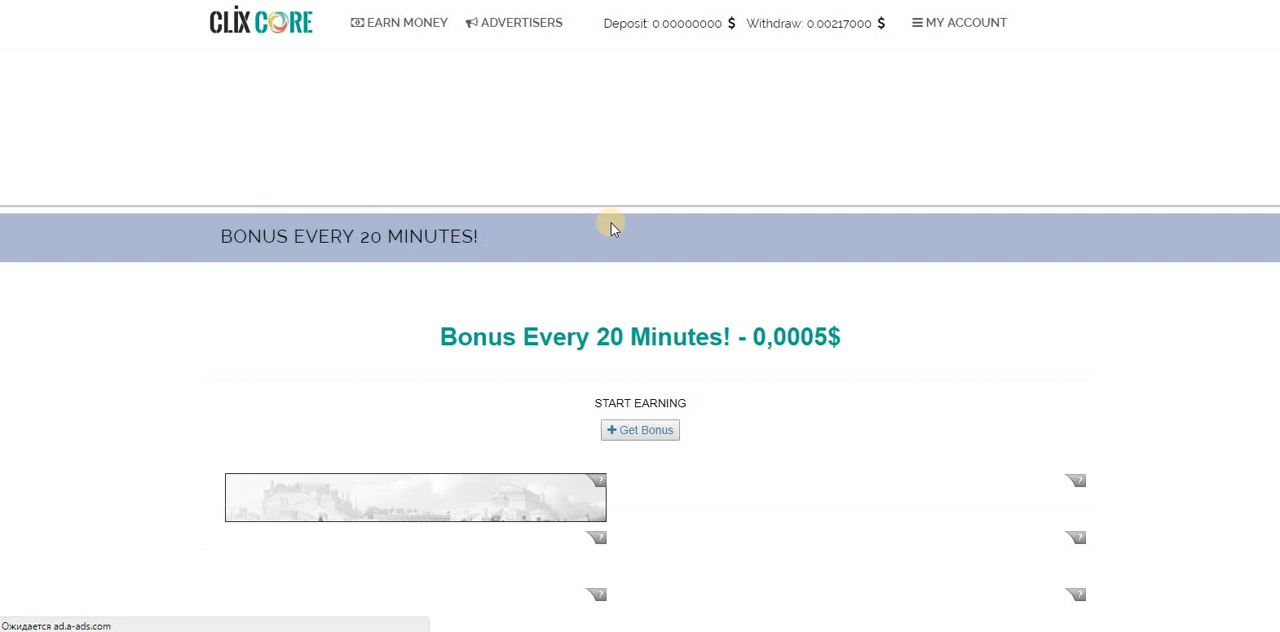 CLIX CORE
EARN MONEY
ADVERTISERS
Deposit: 0.00000000 $
Withdraw: 0.00217000 $
MY ACCOUNT
BONUS EVERY 20 MINUTES!
Bonus Every 20 Minutes! - 0,0005$
START EARNING
+ Get Bonus
?
?
?
?
?
?
Ожидается ad.a-ads.com